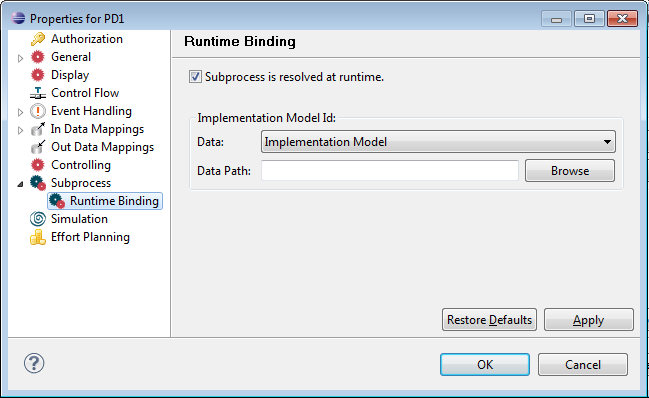 Properties for PD1
Authorization
General
Display
Control Flow
Event Handling
In Data Mappings
Out Data Mappings
Controlling
Subprocess
Runtime Binding
Simulation
Effort Planning
Runtime Binding
Subprocess is resolved at runtime.
Implementation Model Id:
Data: Implementation Model
Data Path: Browse
Restore Defaults Apply
? OK Cancel